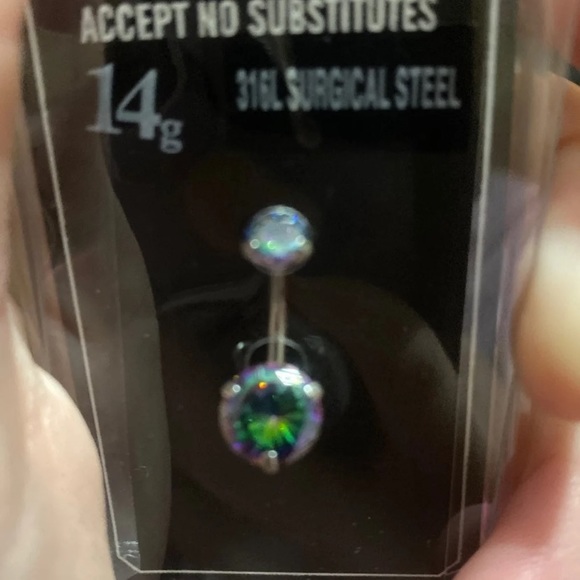 ACCEPT NO SUBSTITUTES
14g
316L SURGICAL STEEL